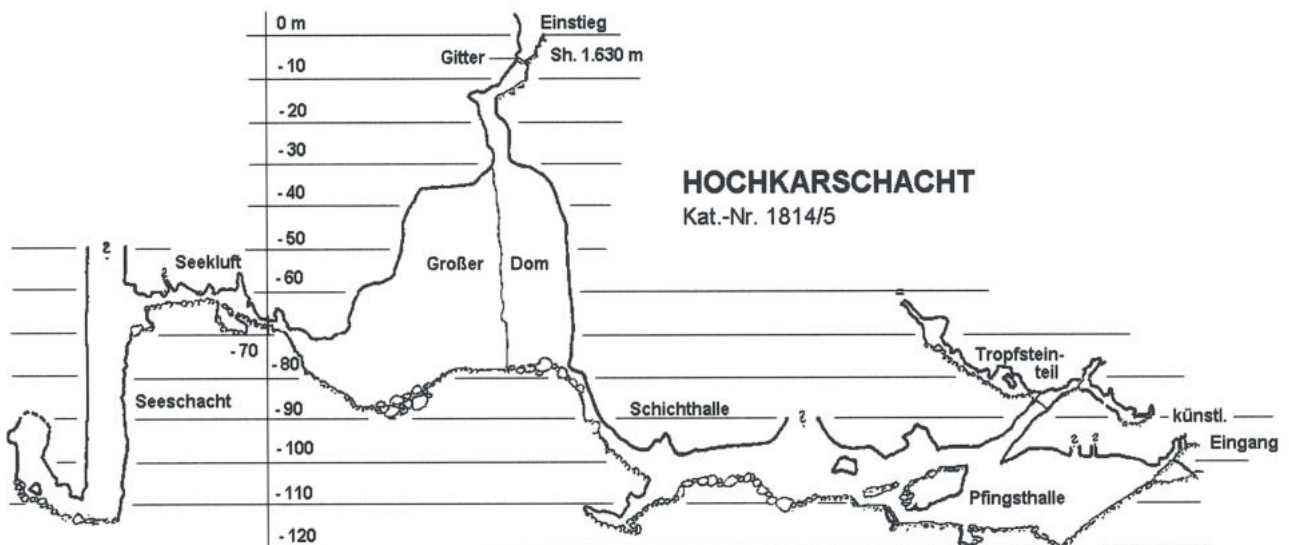 0 m
Einstieg
Gitter
Sh. 1.630 m
- 10
- 20
- 30
HOCHKARSCHACHT
- 40
Kat.-Nr. 1814/5
- 50
?
Seekluft
Großer
Dom
- 60
?
- 70
- 80
Tropfstein-
teil
Seeschacht
- 90
Schichthalle
?
künstl.
Eingang
- 100
? ?
- 110
Pfingsthalle
- 120